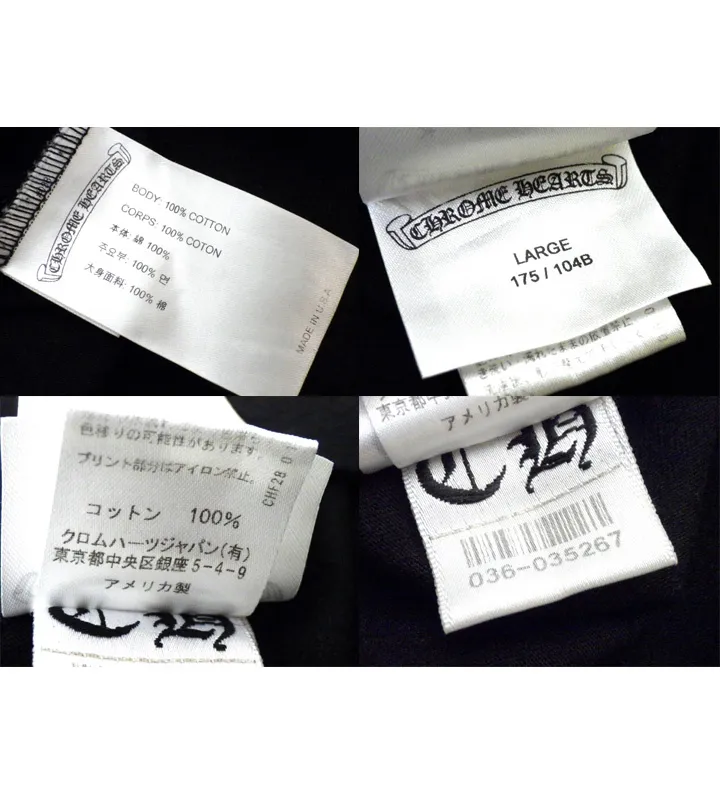 CHROME HEARTS
BODY: 100% COTTON
CORPS: 100% COTON
本体: 綿 100%
주요부: 100% 면
大身面料: 100% 棉
MADE IN U.S.A
CHROME HEARTS
LARGE
175 / 104B
色移りの可能性があります。
プリント部分はアイロン禁止。
CHF28 0
コットン 100%
クロムハーツジャパン(有)
東京都中央区銀座5-4-9
アメリカ製
CH
東京都中
アメリカ製
CH
036-035267